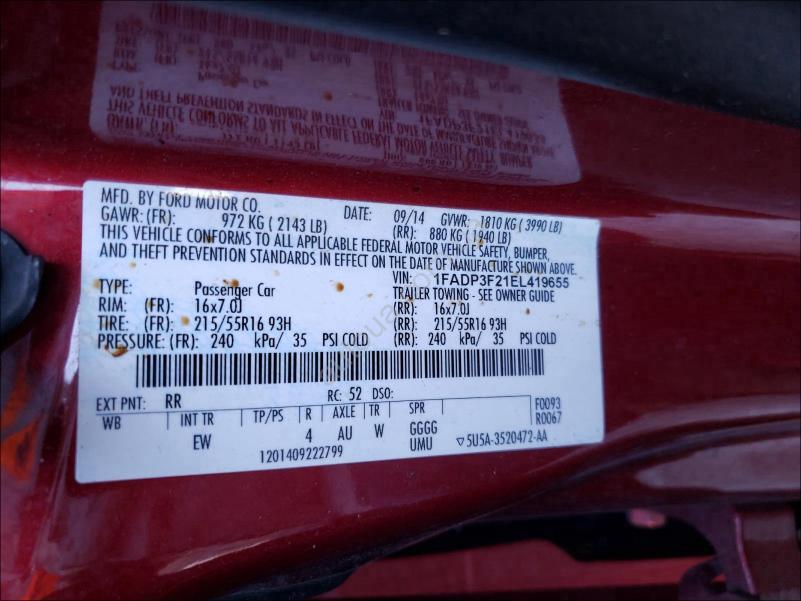 MFD. BY FORD MOTOR CO. DATE: 09/14 GVWR: 1810 KG ( 3990 LB)
GAWR: (FR) 972 KG ( 2143 LB) (RR) 880 KG ( 1940 LB)
THIS VEHICLE CONFORMS TO ALL APPLICABLE FEDERAL MOTOR VEHICLE SAFETY, BUMPER,
AND THEFT PREVENTION STANDARDS IN EFFECT ON THE DATE OF MANUFACTURE SHOWN ABOVE.
VIN: 1FADP3F21EL419655
TYPE: Passenger Car TRAILER TOWING - SEE OWNER GUIDE
RIM: (FR) 16x7.0J (RR) 16x7.0J
TIRE: (FR) 215/55R16 93H (RR) 215/55R16 93H
PRESSURE: (FR) 240 kPa/ 35 PSI COLD (RR) 240 kPa/ 35 PSI COLD
EXT PNT: RR RC: 52 DSO:
WB INT TR TP/PS R AXLE TR SPR F0093
R0067
EW 4 AU W GGGG
UMU
1201409222799 5U5A-3520472-AA